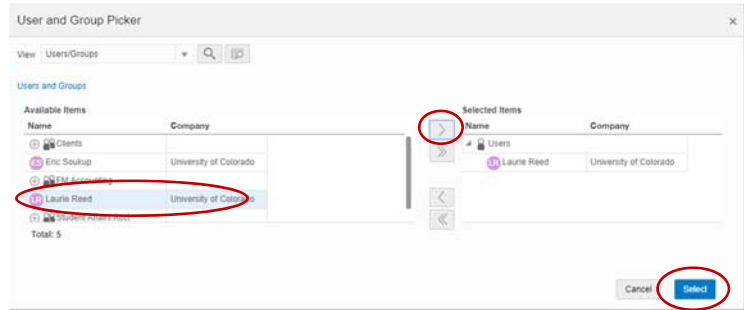 User and Group Picker ×
View Users/Groups
Users and Groups
Available Items
Name Company
Clients
ES Eric Soukup University of Colorado
FM Accounting
LR Laurie Reed University of Colorado
Student Affairs Acct
Total: 5
> 
>>
<
<<
Selected Items
Name Company
Users
LR Laurie Reed University of Colorado
Cancel Select